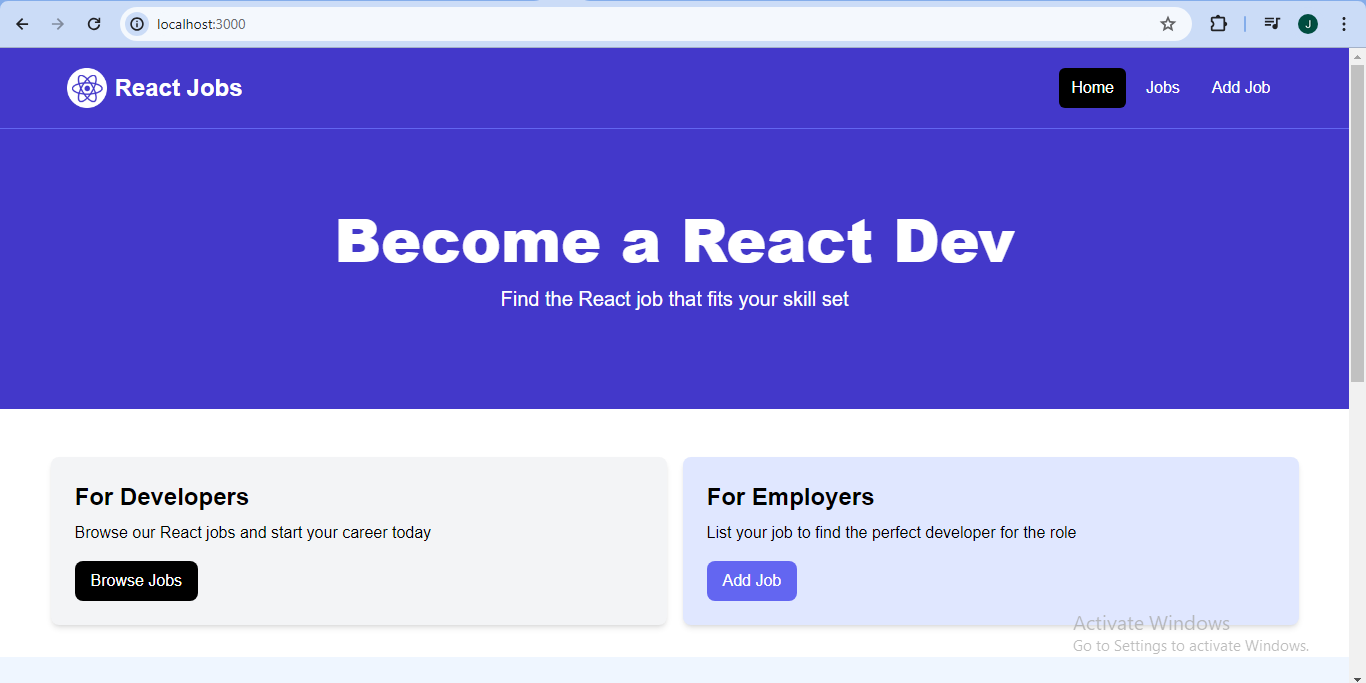 localhost:3000
J
React Jobs
Home Jobs Add Job
Become a React Dev
Find the React job that fits your skill set
For Developers
Browse our React jobs and start your career today
Browse Jobs
For Employers
List your job to find the perfect developer for the role
Add Job
Activate Windows
Go to Settings to activate Windows.